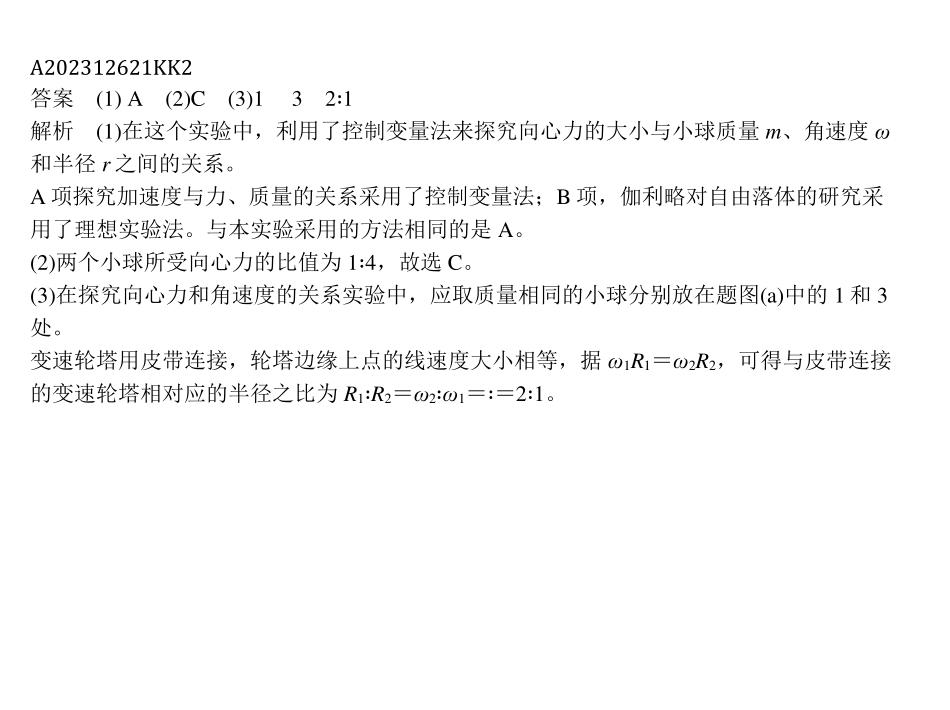 A202312621KK2
答案　(1) A　(2)C　(3)1　3　2∶1
解析　(1)在这个实验中，利用了控制变量法来探究向心力的大小与小球质量 m、角速度 ω
和半径 r 之间的关系。
A 项探究加速度与力、质量的关系采用了控制变量法；B 项，伽利略对自由落体的研究采
用了理想实验法。与本实验采用的方法相同的是 A。
(2)两个小球所受向心力的比值为 1∶4，故选 C。
(3)在探究向心力和角速度的关系实验中，应取质量相同的小球分别放在题图(a)中的 1 和 3
处。
变速轮塔用皮带连接，轮塔边缘上点的线速度大小相等，据 ω₁R₁＝ω₂R₂，可得与皮带连接
的变速轮塔相对应的半径之比为 R₁∶R₂＝ω₂∶ω₁＝∶＝2∶1。